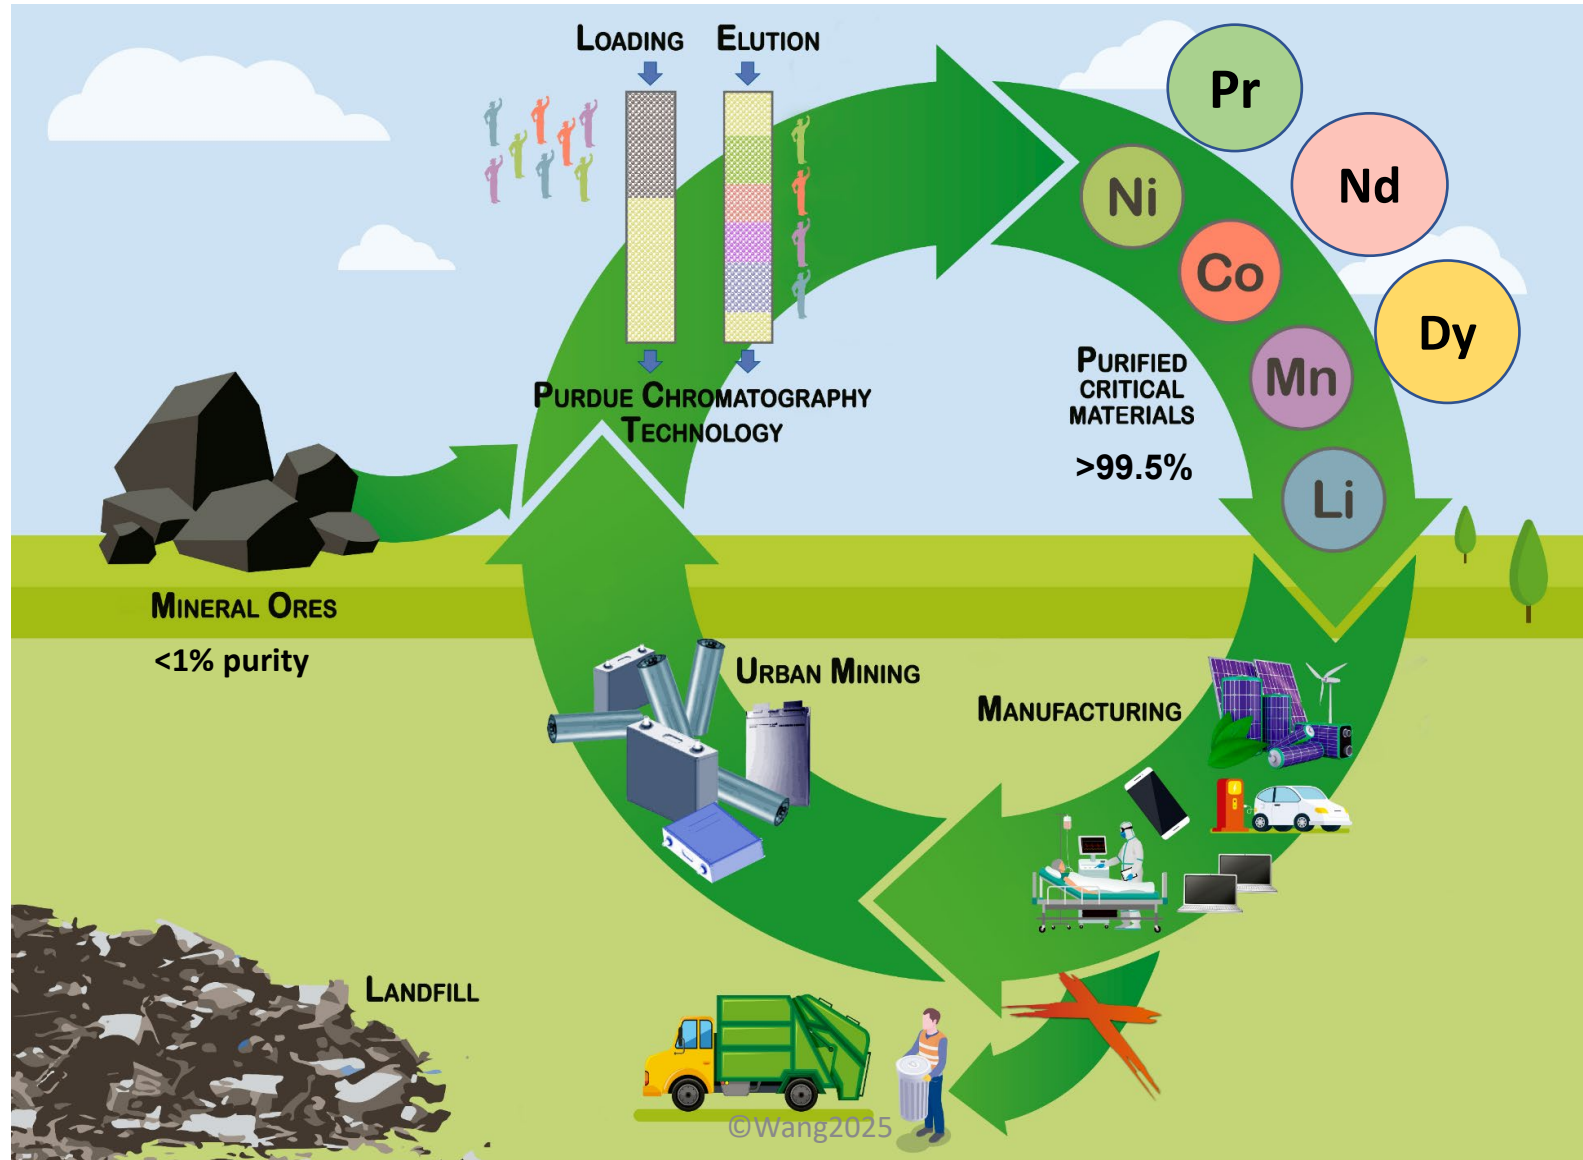 LOADING ELUTION
Pr
Nd
Ni
Co
Dy
Mn
Li
PURIFIED
CRITICAL
MATERIALS
>99.5%
PURDUE CHROMATOGRAPHY
TECHNOLOGY
MINERAL ORES
<1% purity
URBAN MINING
MANUFACTURING
LANDFILL
©Wang2025